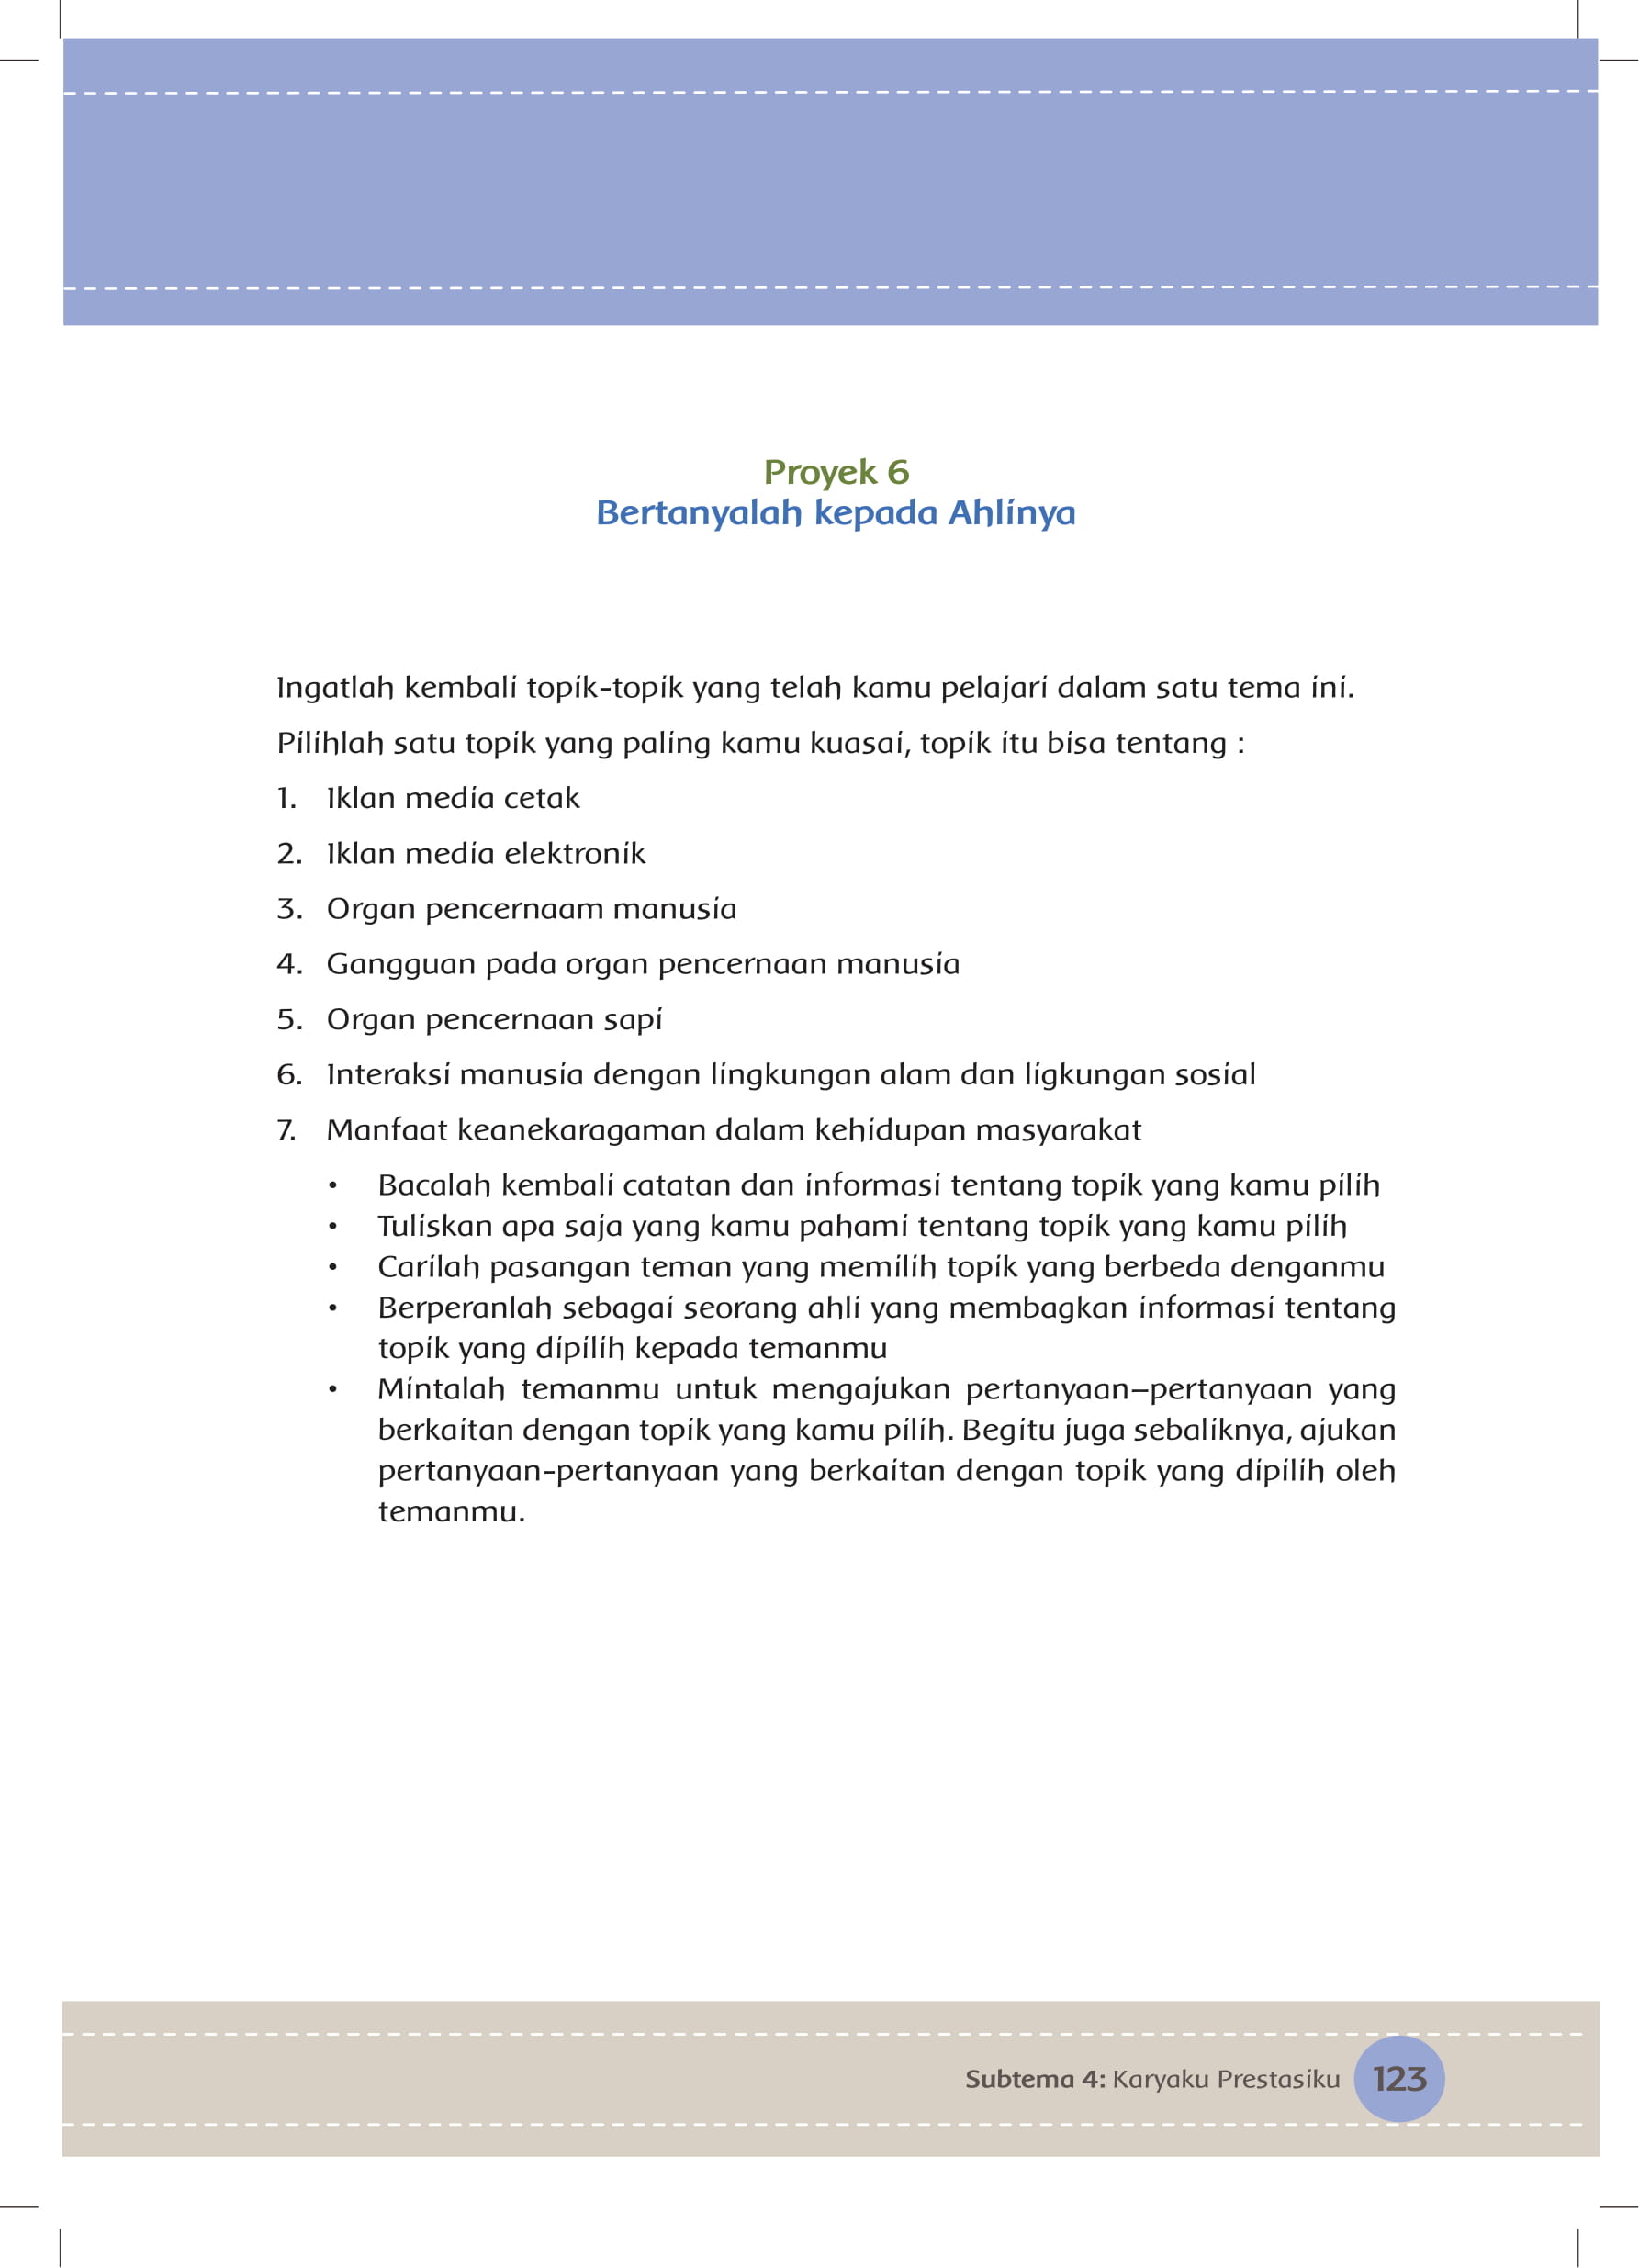 Proyek 6
Bertanyalah kepada Ahlinya
Ingatlah kembali topik-topik yang telah kamu pelajari dalam satu tema ini.
Pilihlah satu topik yang paling kamu kuasai, topik itu bisa tentang :
1. Iklan media cetak
2. Iklan media elektronik
3. Organ pencernaam manusia
4. Gangguan pada organ pencernaan manusia
5. Organ pencernaan sapi
6. Interaksi manusia dengan lingkungan alam dan ligkungan sosial
7. Manfaat keanekaragaman dalam kehidupan masyarakat
• Bacalah kembali catatan dan informasi tentang topik yang kamu pilih
• Tuliskan apa saja yang kamu pahami tentang topik yang kamu pilih
• Carilah pasangan teman yang memilih topik yang berbeda denganmu
• Berperanlah sebagai seorang ahli yang membagkan informasi tentang
topik yang dipilih kepada temanmu
• Mintalah temanmu untuk mengajukan pertanyaan–pertanyaan yang
berkaitan dengan topik yang kamu pilih. Begitu juga sebaliknya, ajukan
pertanyaan-pertanyaan yang berkaitan dengan topik yang dipilih oleh
temanmu.
Subtema 4: Karyaku Prestasiku 123